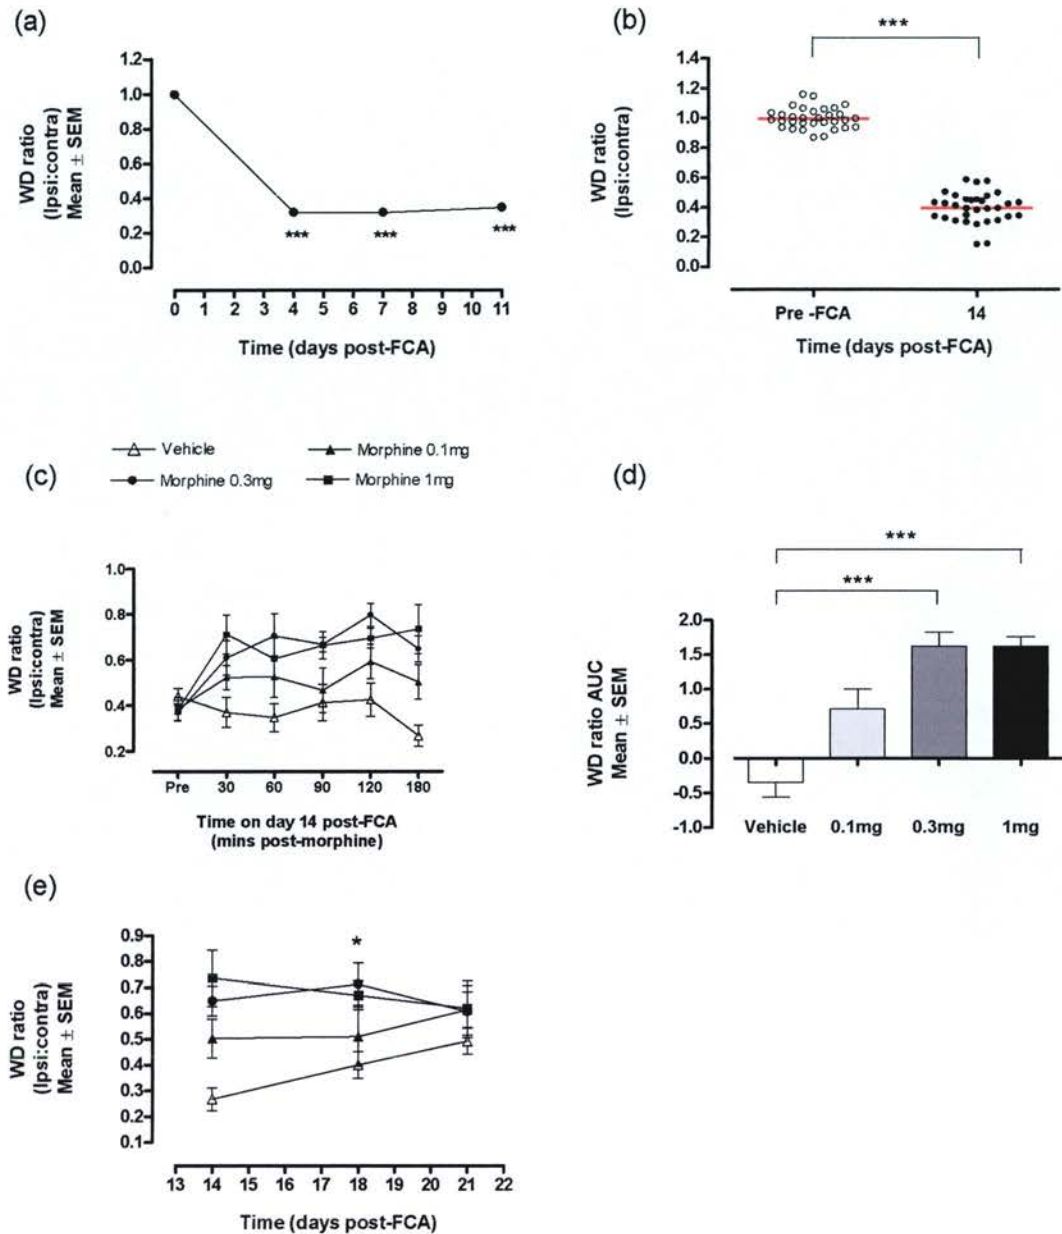 (a)
WD ratio
(Ipsi:contra)
Mean ± SEM
1.2
1.0
0.8
0.6
0.4
0.2
0.0
*** *** ***
0 1 2 3 4 5 6 7 8 9 10 11
Time (days post-FCA)
(b)
***
WD ratio
(Ipsi:contra)
1.4
1.2
1.0
0.8
0.6
0.4
0.2
0.0
Pre -FCA 14
Time (days post-FCA)
Vehicle Morphine 0.1mg
Morphine 0.3mg Morphine 1mg
(c)
WD ratio
(Ipsi:contra)
Mean ± SEM
1.0
0.8
0.6
0.4
0.2
Pre 30 60 90 120 180
Time on day 14 post-FCA
(mins post-morphine)
(d)
***
***
WD ratio AUC
Mean ± SEM
2.0
1.5
1.0
0.5
0.0
-0.5
-1.0
Vehicle 0.1mg 0.3mg 1mg
(e)
*
WD ratio
(Ipsi:contra)
Mean ± SEM
0.9
0.8
0.7
0.6
0.5
0.4
0.3
0.2
0.1
13 14 15 16 17 18 19 20 21 22
Time (days post-FCA)